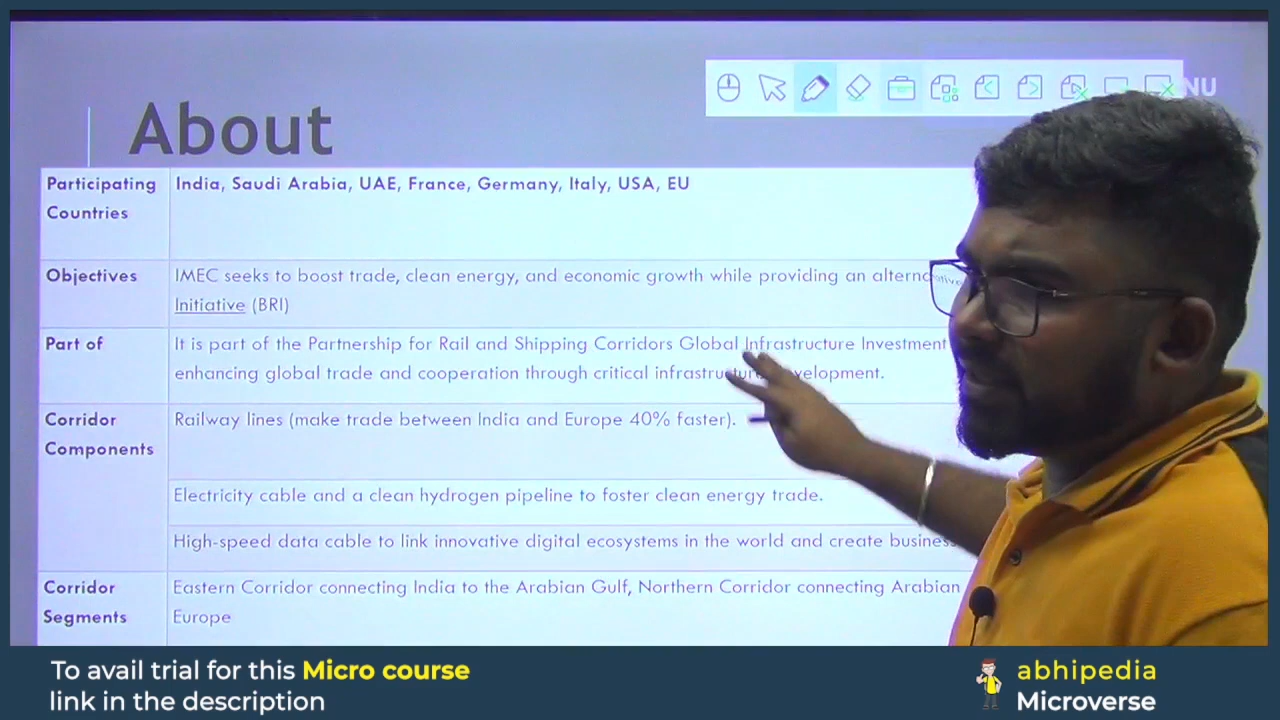 NU
About
Participating Countries
India, Saudi Arabia, UAE, France, Germany, Italy, USA, EU
Objectives
IMEC seeks to boost trade, clean energy, and economic growth while providing an alternative
Initiative (BRI)
Part of
It is part of the Partnership for Rail and Shipping Corridors Global Infrastructure Investment
enhancing global trade and cooperation through critical infrastructure development.
Corridor Components
Railway lines (make trade between India and Europe 40% faster).
Electricity cable and a clean hydrogen pipeline to foster clean energy trade.
High-speed data cable to link innovative digital ecosystems in the world and create business
Corridor Segments
Eastern Corridor connecting India to the Arabian Gulf, Northern Corridor connecting Arabian
Europe
To avail trial for this Micro course
link in the description
abhipedia
Microverse